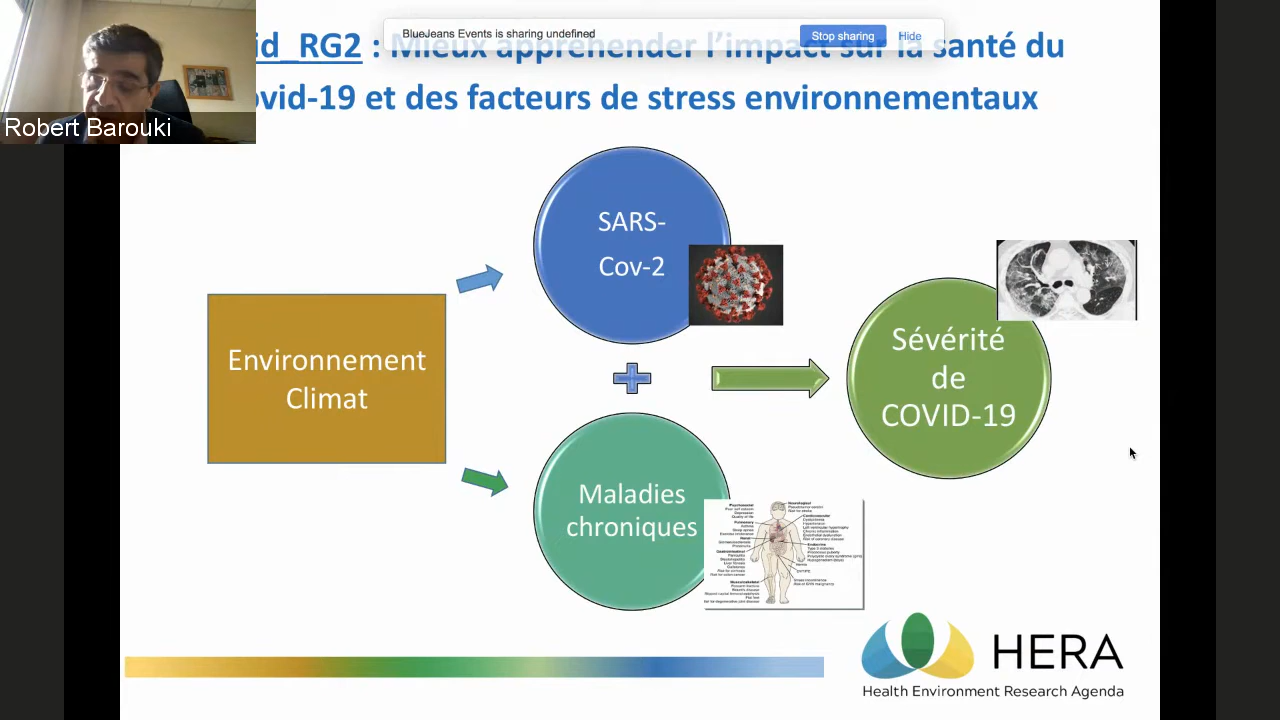 BlueJeans Events is sharing undefined
Stop sharing
Hide
id_RG2 : Mieux appréhender l'impact sur la santé du
ovid-19 et des facteurs de stress environnementaux
Robert Barouki
SARS-
Cov-2
Environnement
Climat
Sévérité
de
COVID-19
Maladies
chroniques
HERA
Health Environment Research Agenda